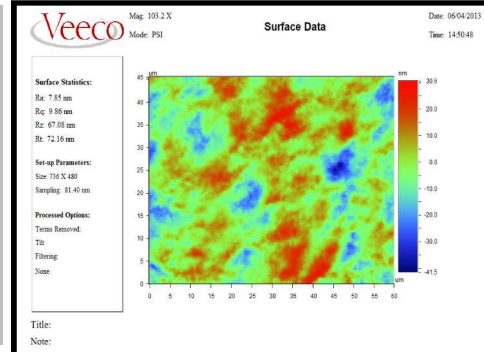 Veeco
Mag: 103.2 X
Mode: PSI
Surface Data
Date: 06/04/2013
Time: 14:50:48
Surface Statistics:
Ra: 7.85 nm
Rq: 9.86 nm
Rz: 67.08 nm
Rt: 72.16 nm
Set-up Parameters:
Size: 736 X 480
Sampling: 81.40 nm
Processed Options:
Terms Removed:
Tilt
Filtering:
None
um
45
40
35
30
25
20
15
10
5
0
0 5 10 15 20 25 30 35 40 45 50 55 60
um
nm
30.6
20.0
10.0
0.0
-10.0
-20.0
-30.0
-41.5
Title:
Note: